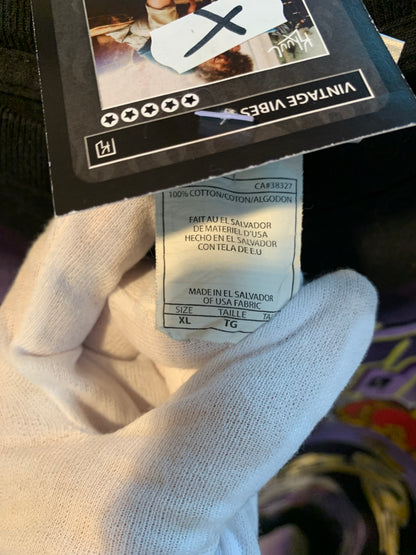 X
VINTAGE VIBES
CA#38327
100% COTTON/COTON/ALGODON
FAIT AU EL SALVADOR
DE MATERIEL D'USA
HECHO EN EL SALVADOR
CON TELA DE E.U
MADE IN EL SALVADOR
OF USA FABRIC
SIZE TAILLE
XL TG